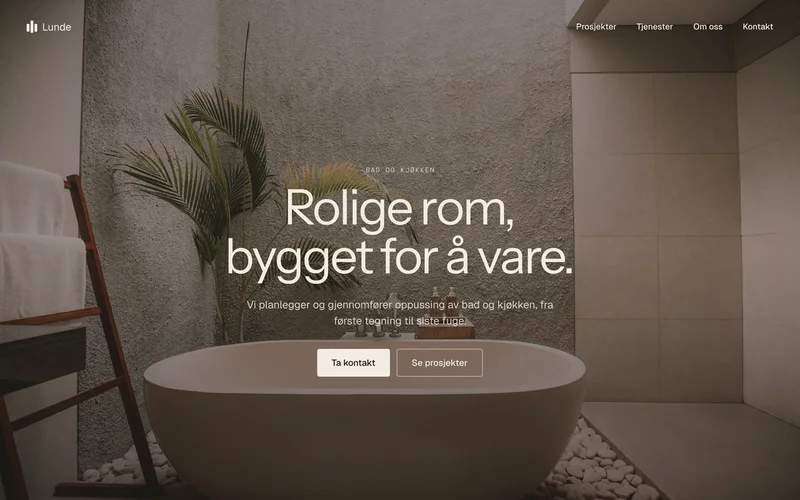 Lunde
Prosjekter
Tjenester
Om oss
Kontakt
BAD OG KJØKKEN
Rolige rom,
bygget for å vare.
Vi planlegger og gjennomfører oppussing av bad og kjøkken, fra
første tegning til siste fuge.
Ta kontakt
Se prosjekter